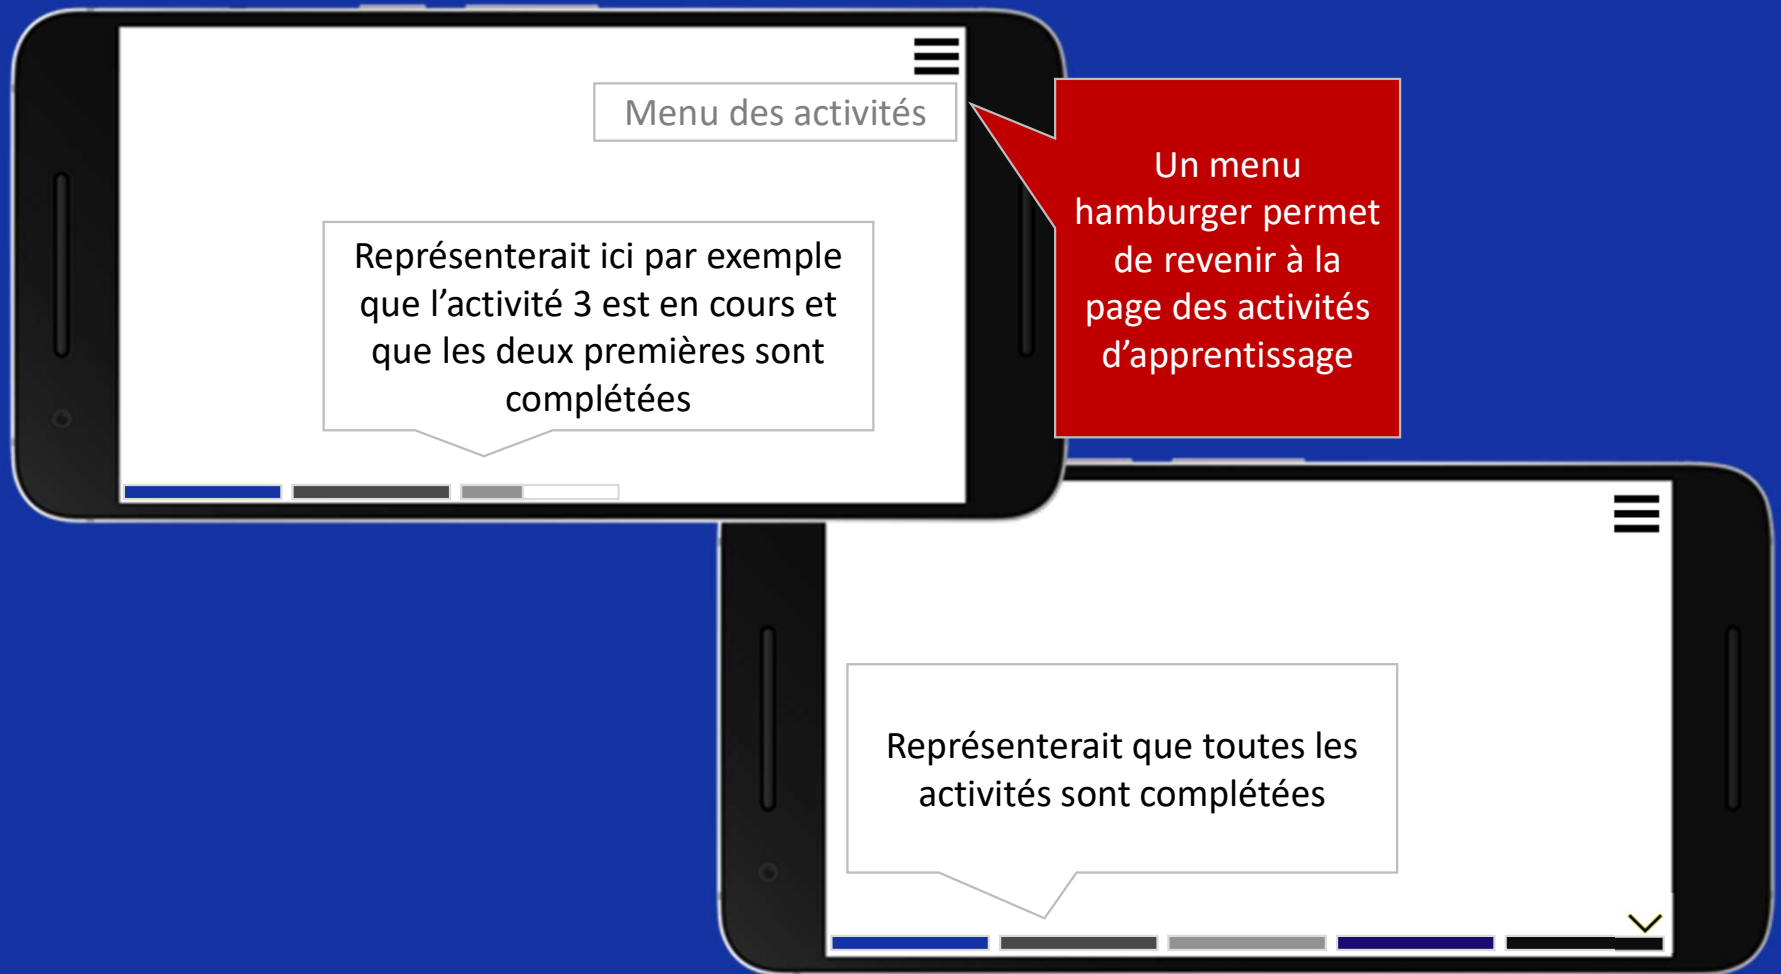 Menu des activités
Un menu
hamburger permet
de revenir à la
page des activités
d’apprentissage
Représenterait ici par exemple
que l’activité 3 est en cours et
que les deux premières sont
complétées
Représenterait que toutes les
activités sont complétées